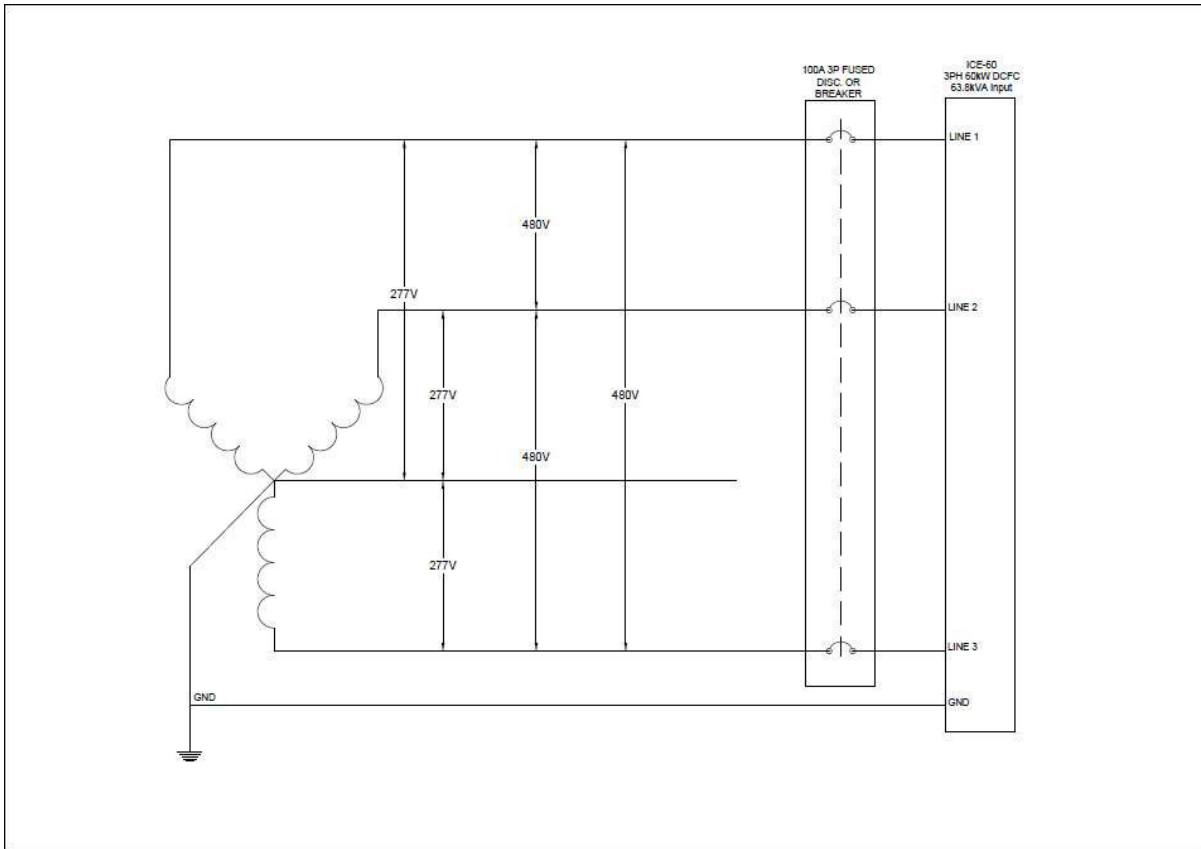 100A 3P FUSED
DISC. OR
BREAKER
ICE-60
3PH 60kW DCFC
63.8kVA Input
LINE 1
480V
277V
LINE 2
277V
480V
480V
277V
LINE 3
GND
GND